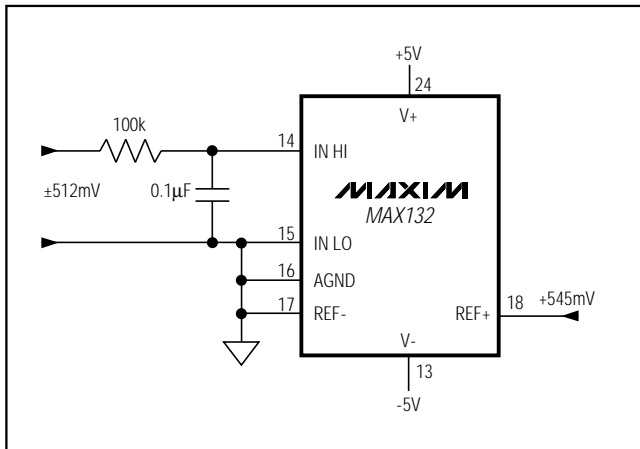 +5V
24
V+
100k
14
IN HI
±512mV
0.1µF
MAXIM
MAX132
15
IN LO
16
AGND
17
REF-
REF+
18
+545mV
V-
13
-5V